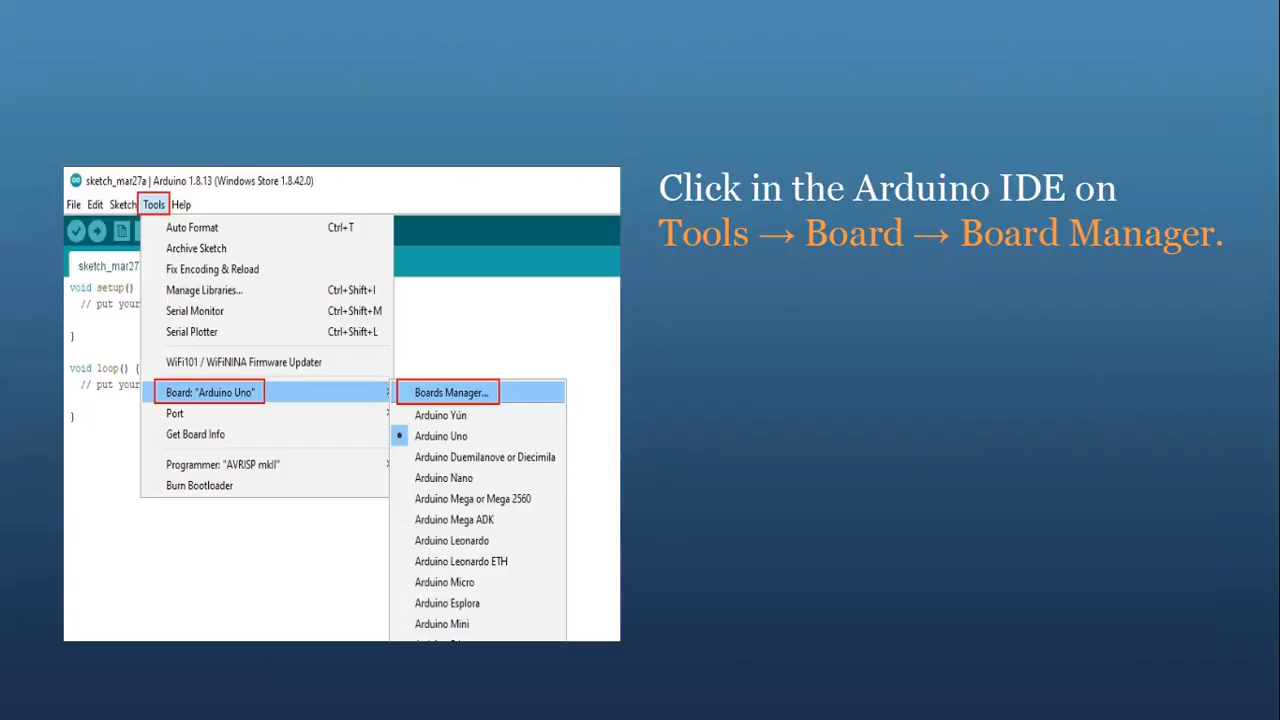 sketch_mar27a | Arduino 1.8.13 (Windows Store 1.8.42.0)
File Edit Sketch Tools Help
Auto Format Ctrl+T
Archive Sketch
sketch_mar27
Fix Encoding & Reload
void setup()
Manage Libraries... Ctrl+Shift+I
// put your
Serial Monitor Ctrl+Shift+M
Serial Plotter Ctrl+Shift+L
}
WiFi101 / WiFiNINA Firmware Updater
void loop() {
// put your
Board: "Arduino Uno"
Port
}
Get Board Info
Programmer: "AVRISP mkII"
Burn Bootloader
Boards Manager...
Arduino Yún
Arduino Uno
Arduino Duemilanove or Diecimila
Arduino Nano
Arduino Mega or Mega 2560
Arduino Mega ADK
Arduino Leonardo
Arduino Leonardo ETH
Arduino Micro
Arduino Esplora
Arduino Mini
Click in the Arduino IDE on
Tools → Board → Board Manager.